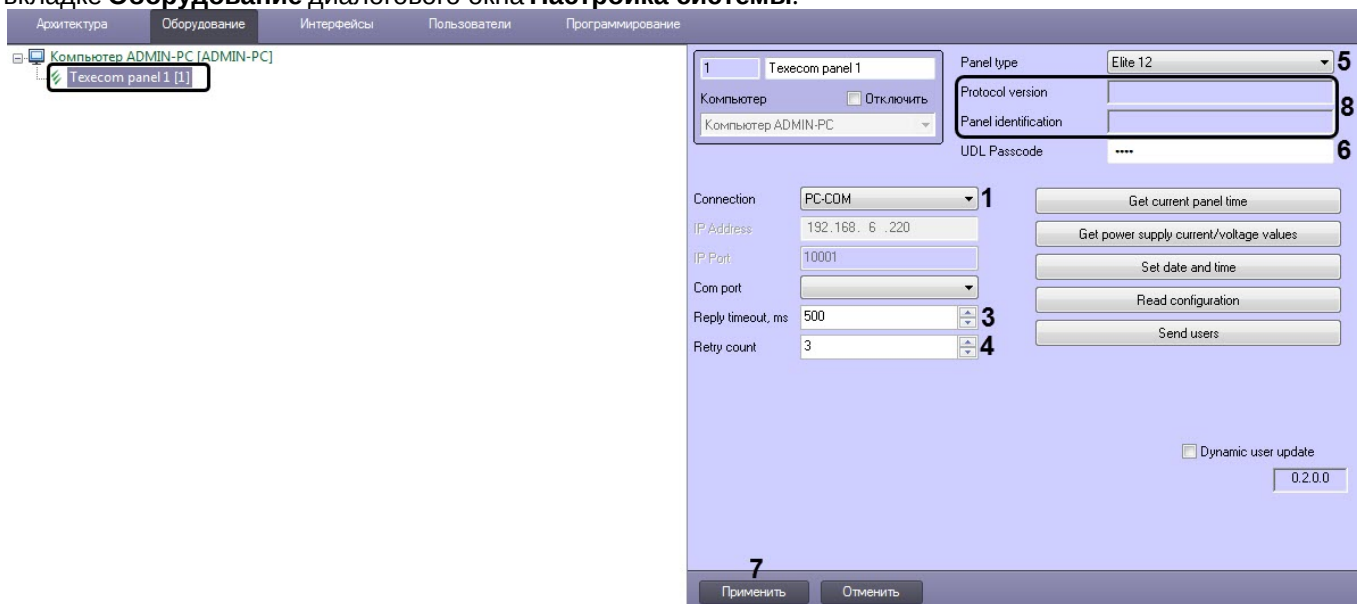 вкладке Оборудование диалогового окна Настройка системы.
Архитектура Оборудование Интерфейсы Пользователи Программирование
Компьютер ADMIN-PC [ADMIN-PC]
Texecom panel 1 [1]
1 Texecom panel 1
Компьютер Отключить
Компьютер ADMIN-PC
Panel type Elite 12 5
Protocol version
Panel identification
8
UDL Passcode •••• 6
Connection PC-COM 1
IP Address 192.168. 6 .220
IP Port 10001
Com port
Reply timeout, ms 500 3
Retry count 3 4
Get current panel time
Get power supply current/voltage values
Set date and time
Read configuration
Send users
Dynamic user update
0.2.0.0
7
Применить Отменить